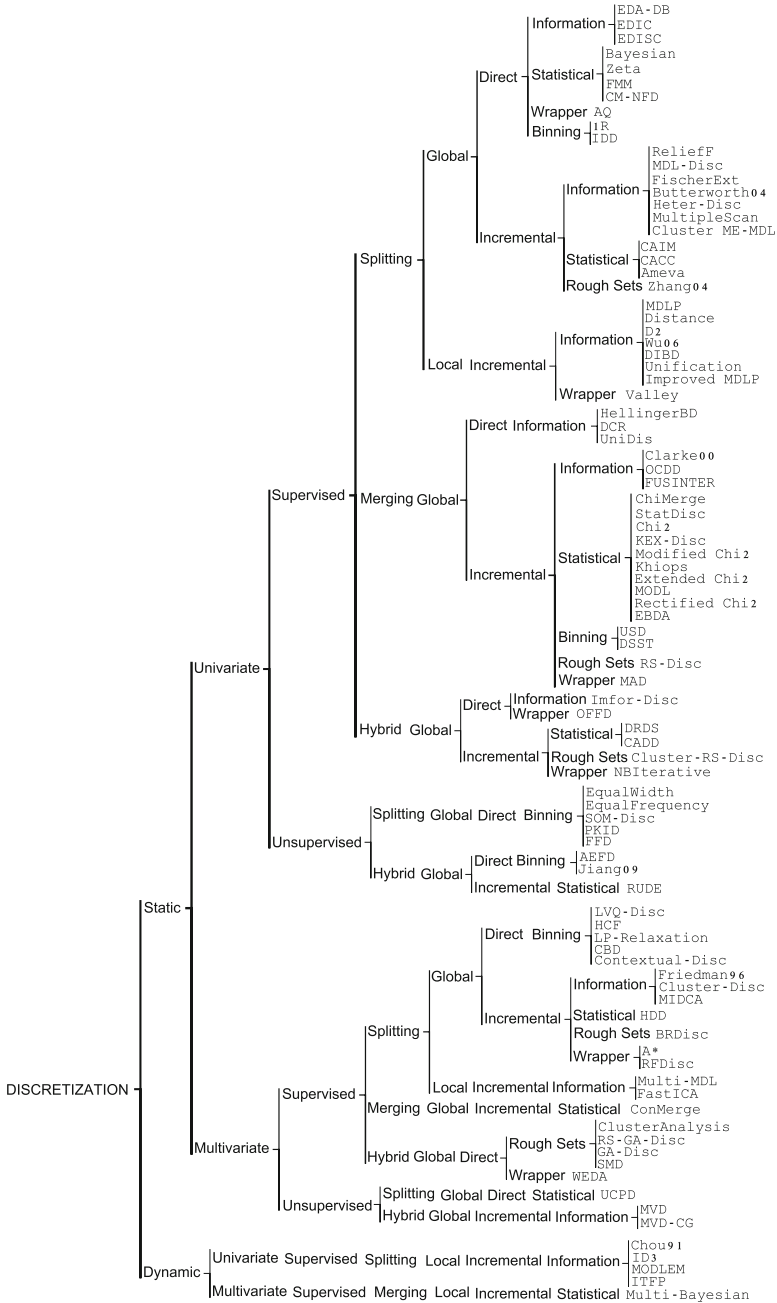 EDA-DB
Information
EDIC
EDISC
Bayesian
Direct
Statistical
Zeta
FMM
CM-NFD
Wrapper AQ
Binning
1R
IDD
Global
ReliefF
MDL-Disc
FischerExt
Information
Butterworth04
Heter-Disc
MultipleScan
Cluster ME-MDL
Incremental
CAIM
Statistical
CACC
Ameva
Splitting
Rough Sets Zhang04
MDLP
Distance
D2
Information
Wu06
DIBD
Local Incremental
Unification
Improved MDLP
Wrapper Valley
HellingerBD
Direct Information
DCR
UniDis
Clarke00
Information
OCDD
FUSINTER
Supervised
Merging Global
ChiMerge
StatDisc
Chi2
KEX-Disc
Statistical
Modified Chi2
Khiops
Incremental
Extended Chi2
MODL
Rectified Chi2
EBDA
Binning
USD
DSST
Rough Sets RS-Disc
Univariate
Wrapper MAD
Direct
Information Imfor-Disc
Wrapper OFFD
Hybrid Global
Statistical
DRDS
CADD
Incremental
Rough Sets Cluster-RS-Disc
Wrapper NBIterative
EqualWidth
EqualFrequency
Splitting Global Direct Binning
SOM-Disc
PKID
FFD
Unsupervised
Direct Binning
AEFD
Jiang09
Hybrid Global
Incremental Statistical RUDE
Static
LVQ-Disc
HCF
Direct Binning
LP-Relaxation
CBD
Contextual-Disc
Global
Friedman96
Information
Cluster-Disc
MIDCA
Incremental
Statistical HDD
Splitting
Rough Sets BRDisc
Wrapper
A*
RFDisc
DISCRETIZATION
Supervised
Local Incremental Information
Multi-MDL
FastICA
Merging Global Incremental Statistical ConMerge
ClusterAnalysis
Rough Sets
RS-GA-Disc
GA-Disc
SMD
Multivariate
Hybrid Global Direct
Wrapper WEDA
Splitting Global Direct Statistical UCPD
Unsupervised
Hybrid Global Incremental Information
MVD
MVD-CG
Chou91
Univariate Supervised Splitting Local Incremental Information
ID3
Dynamic
MODLEM
ITFP
Multivariate Supervised Merging Local Incremental Statistical Multi-Bayesian